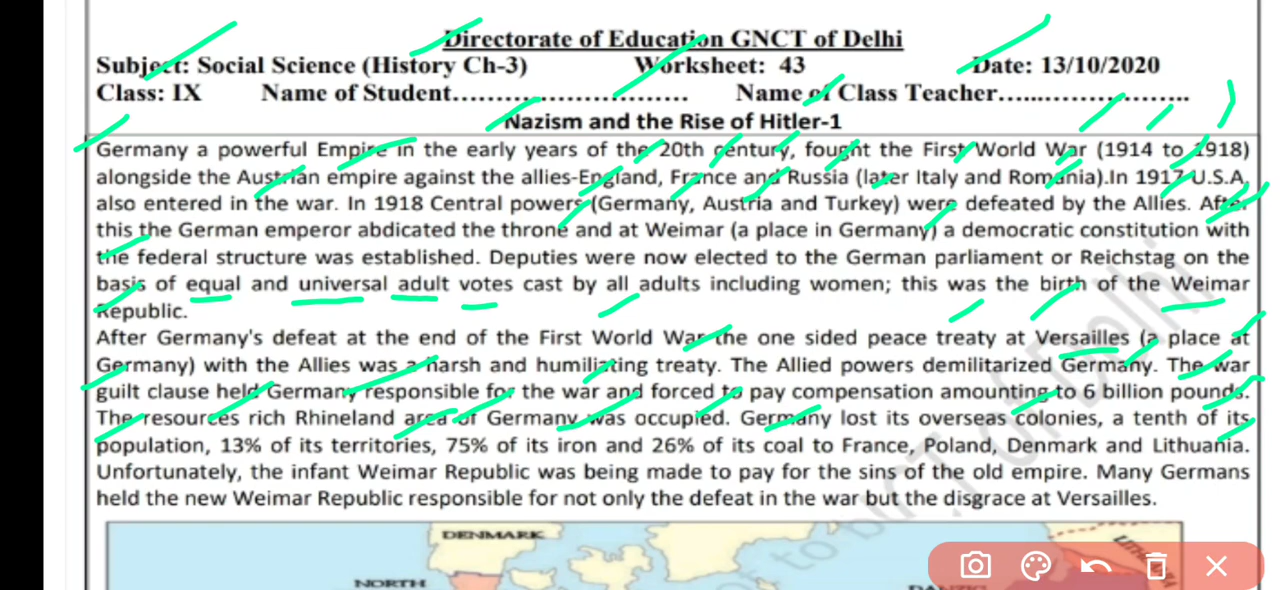 Directorate of Education GNCT of Delhi
Subject: Social Science (History Ch-3) Worksheet: 43 Date: 13/10/2020
Class: IX Name of Student.............................. Name of Class Teacher........................
Nazism and the Rise of Hitler-1
Germany a powerful Empire in the early years of the 20th century, fought the First World War (1914 to 1918)
alongside the Austrian empire against the allies-England, France and Russia (later Italy and Romania).In 1917 U.S.A,
also entered in the war. In 1918 Central powers (Germany, Austria and Turkey) were defeated by the Allies. After
this the German emperor abdicated the throne and at Weimar (a place in Germany) a democratic constitution with
the federal structure was established. Deputies were now elected to the German parliament or Reichstag on the
basis of equal and universal adult votes cast by all adults including women; this was the birth of the Weimar
Republic.
After Germany's defeat at the end of the First World War the one sided peace treaty at Versailles (a place at
Germany) with the Allies was a harsh and humiliating treaty. The Allied powers demilitarized Germany. The war
guilt clause held Germany responsible for the war and forced to pay compensation amounting to 6 billion pounds.
The resources rich Rhineland area of Germany was occupied. Germany lost its overseas colonies, a tenth of its
population, 13% of its territories, 75% of its iron and 26% of its coal to France, Poland, Denmark and Lithuania.
Unfortunately, the infant Weimar Republic was being made to pay for the sins of the old empire. Many Germans
held the new Weimar Republic responsible for not only the defeat in the war but the disgrace at Versailles.
DENMARK
NORTH